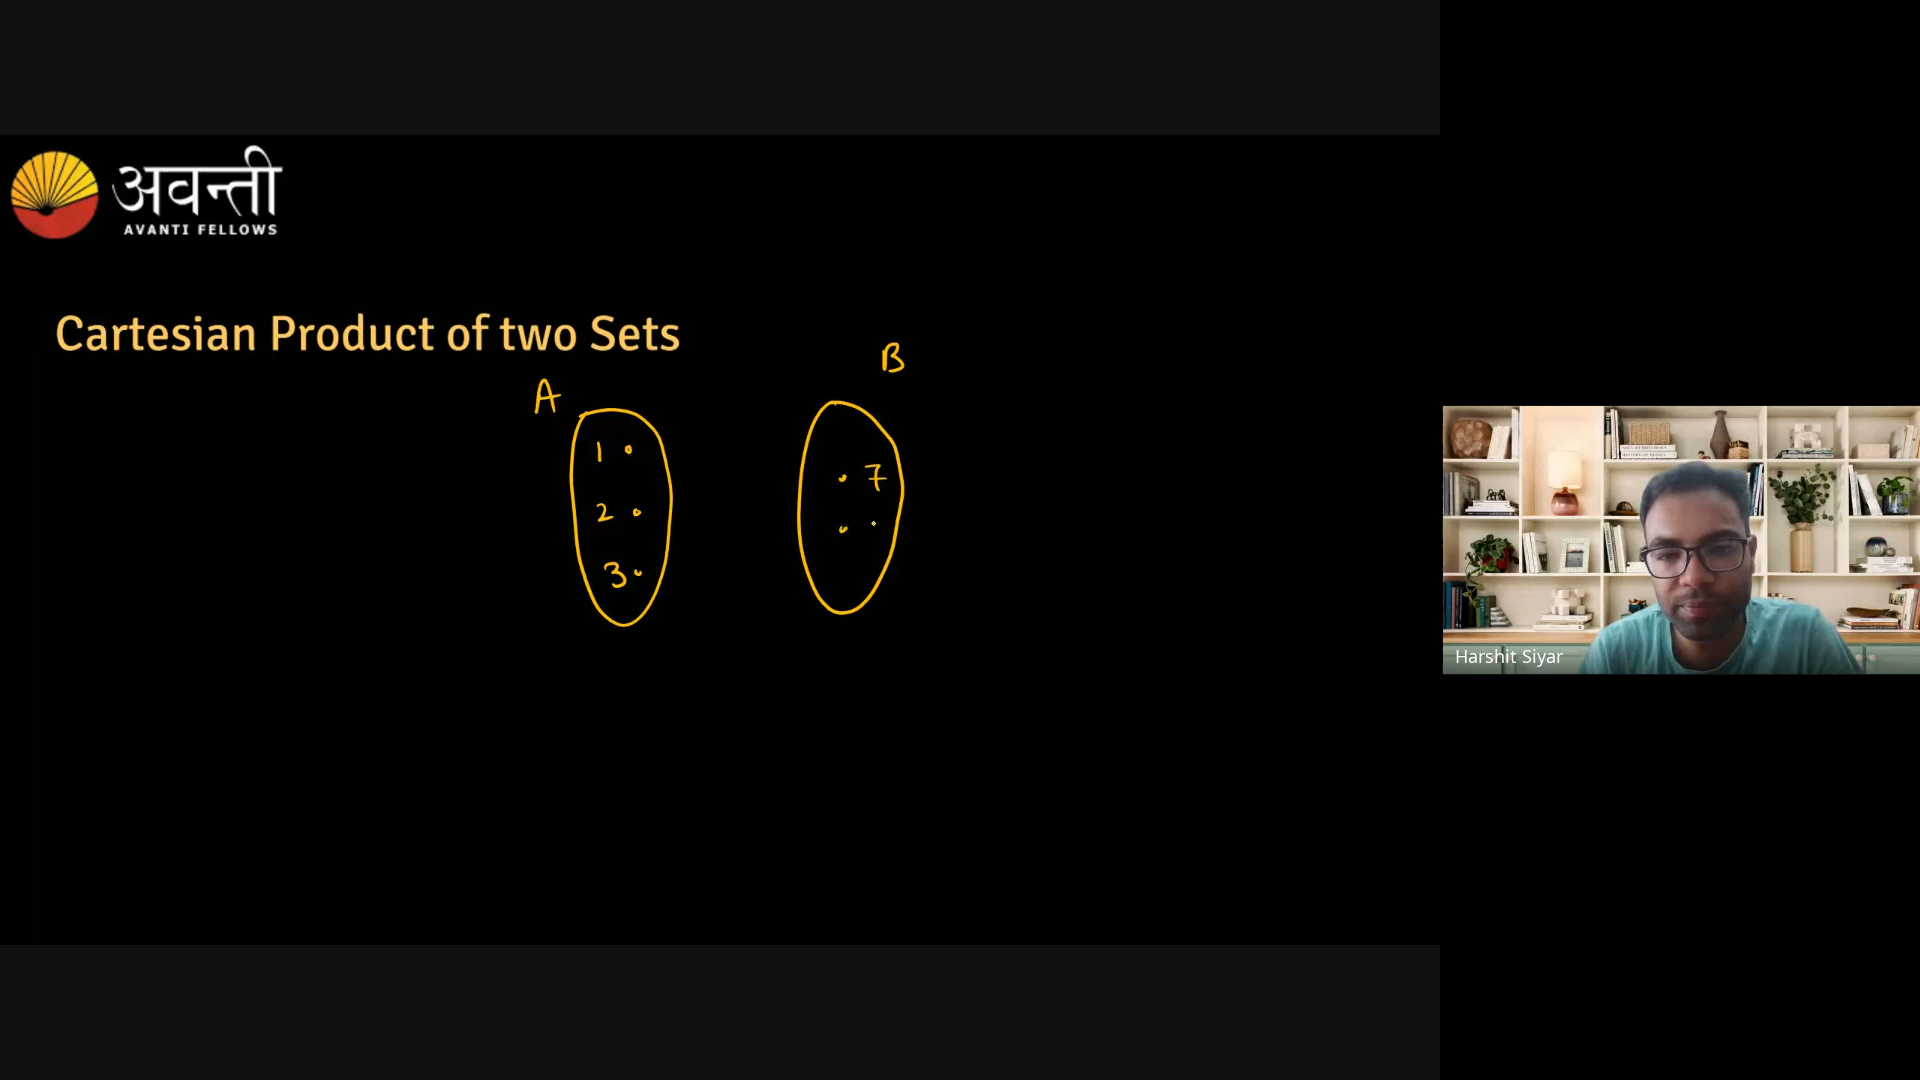 अवन्ती
AVANTI FELLOWS
Cartesian Product of two Sets
A
B
1
7
2
3
Harshit Siyar